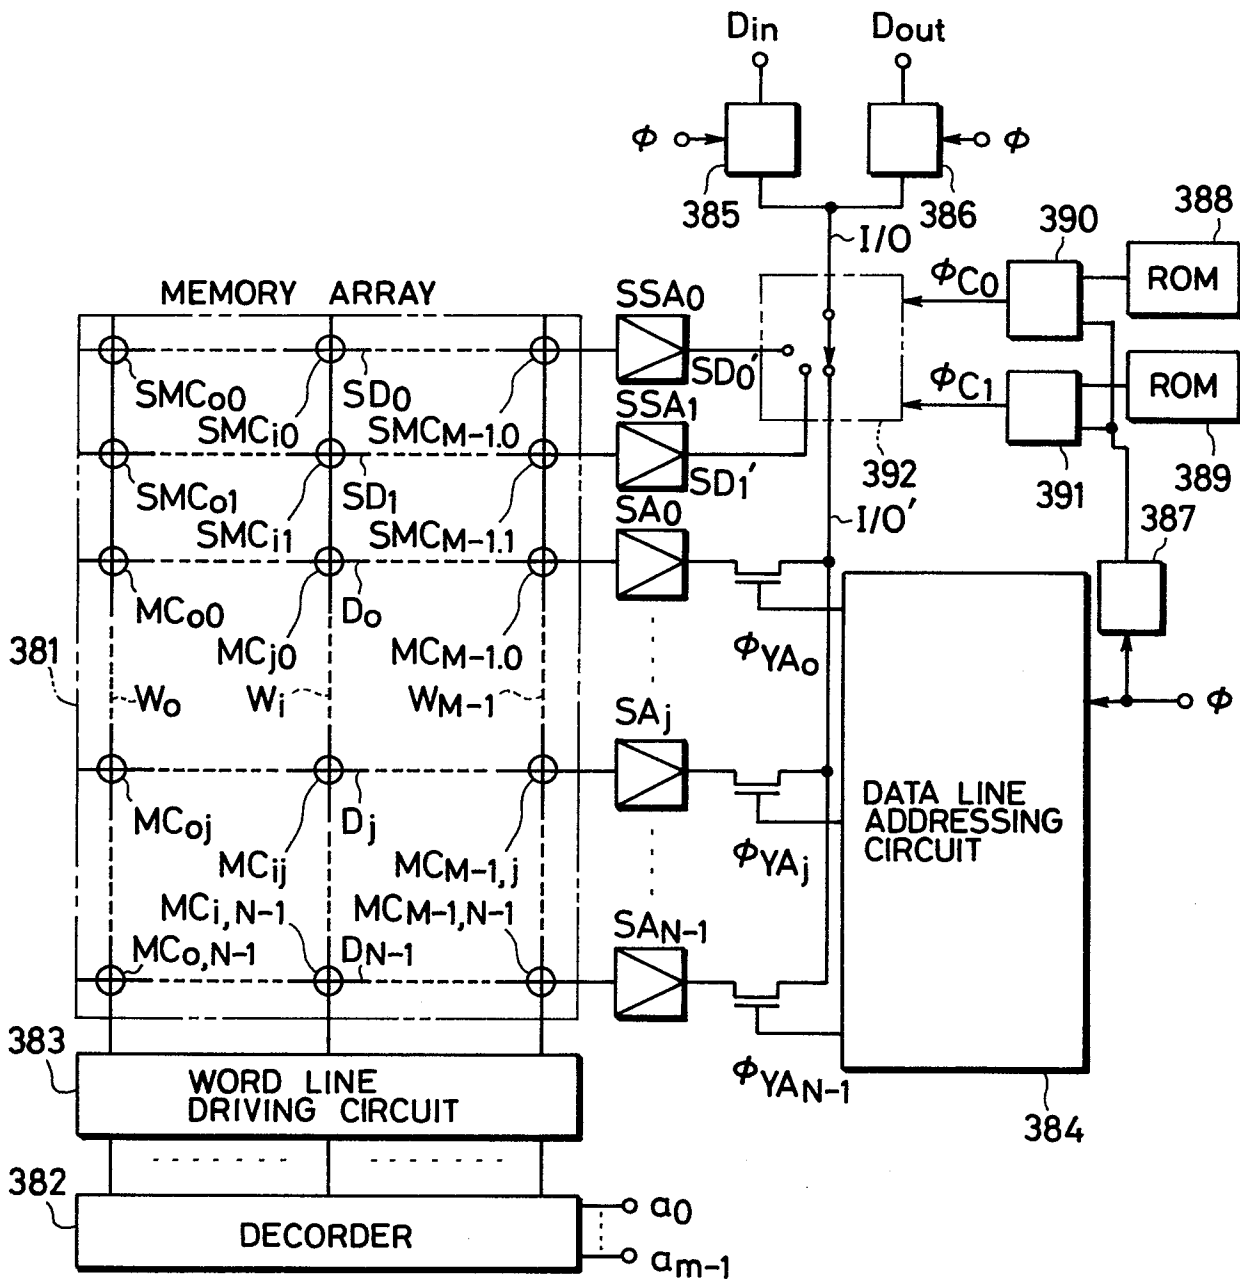 Din Dout
ϕ ϕ
385 386 390 388
I/O
ϕC0 ROM
MEMORY ARRAY SSA0
SD0'
ϕC1 ROM
SMCo0 SD0 SSA1
SMCi0 SMCM-1.0
392 391 389
SMCo1 SD1 SD1'
SMCi1 SMCM-1.1 SA0 I/O' 387
MCo0 Do
381 MCj0 MCM-1.0 ϕYAo
Wo Wi WM-1 ϕ
SAj
MCoj Dj DATA LINE
ADDRESSING
CIRCUIT
MCij MCM-1,j ϕYAj
MCi,N-1 MCM-1,N-1
MCo,N-1 DN-1 SAN-1
383 ϕYAN-1
WORD LINE
DRIVING CIRCUIT
384
382 a0
DECORDER
am-1